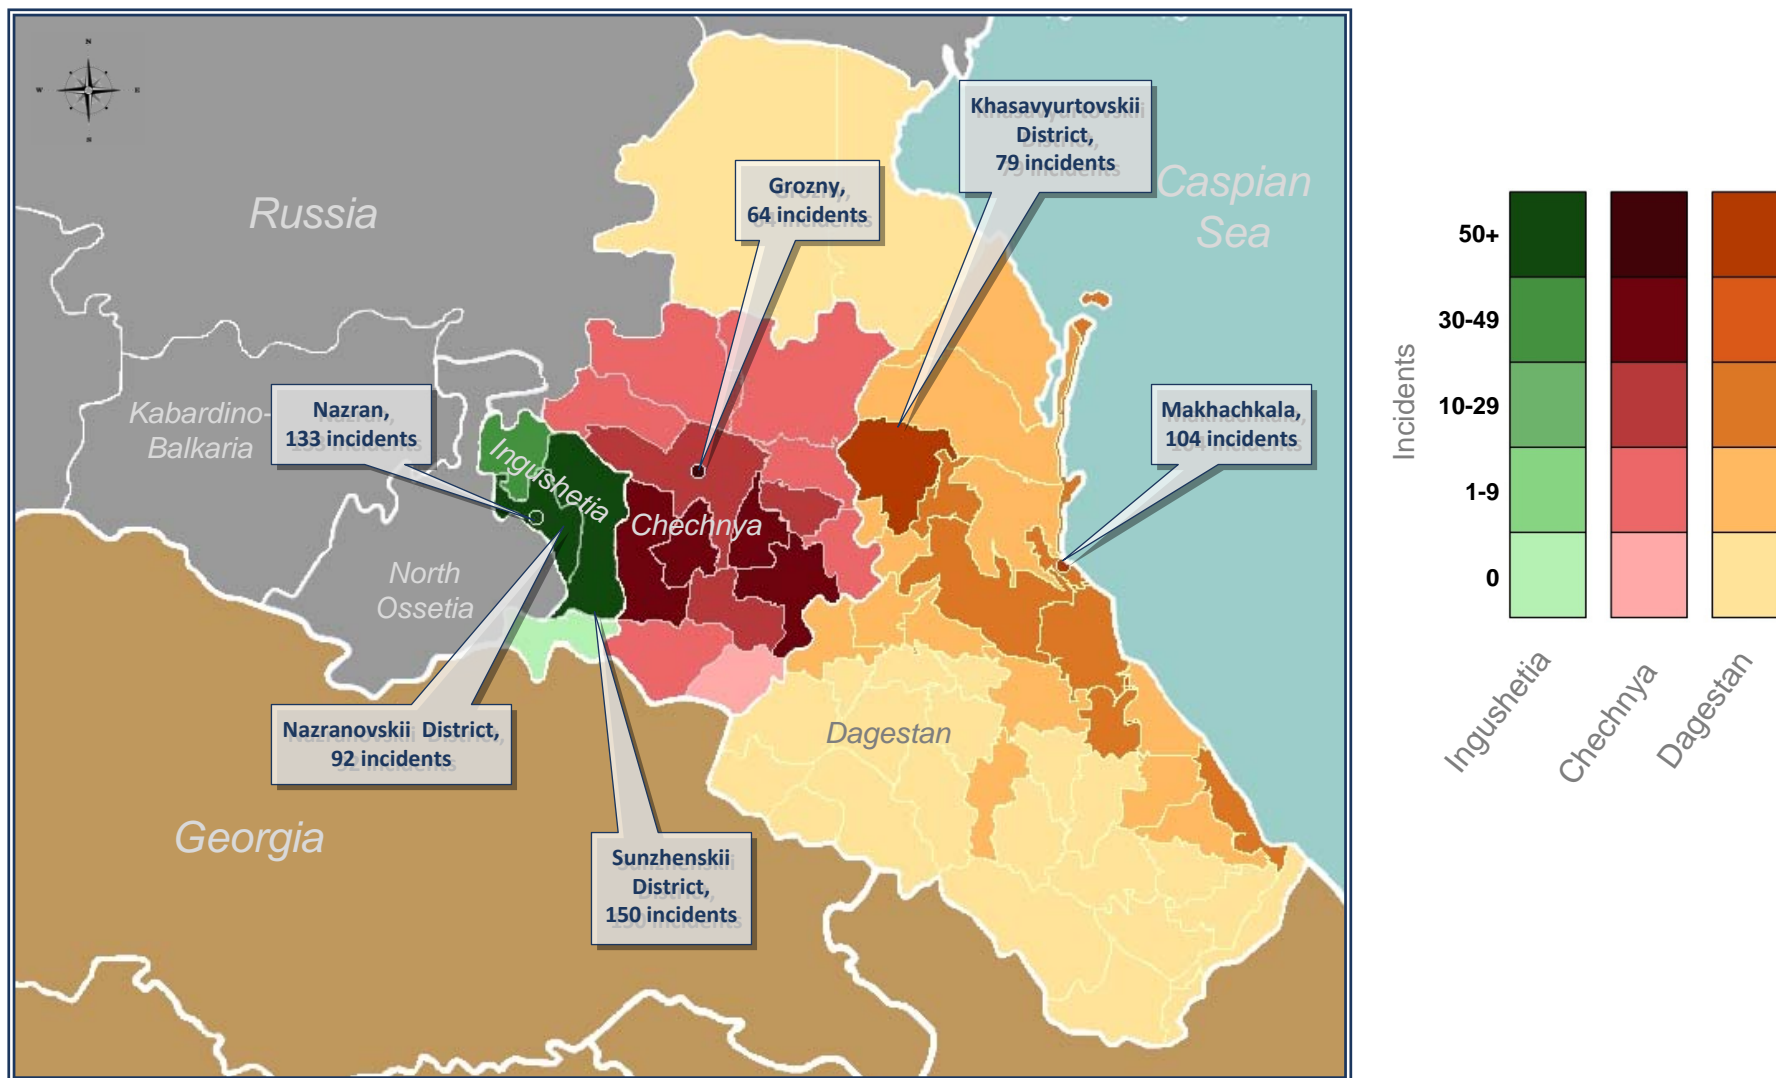 N
W
E
S
Russia
Khasavyurtovskii
District,
79 incidents
Grozny,
64 incidents
Caspian
Sea
Kabardino-
Balkaria
Nazran,
133 incidents
Makhachkala,
104 incidents
Ingushetia
Chechnya
North
Ossetia
Nazranovskii District,
92 incidents
Dagestan
Georgia
Sunzhenskii
District,
150 incidents
Incidents
50+
30-49
10-29
1-9
0
Ingushetia
Chechnya
Dagestan